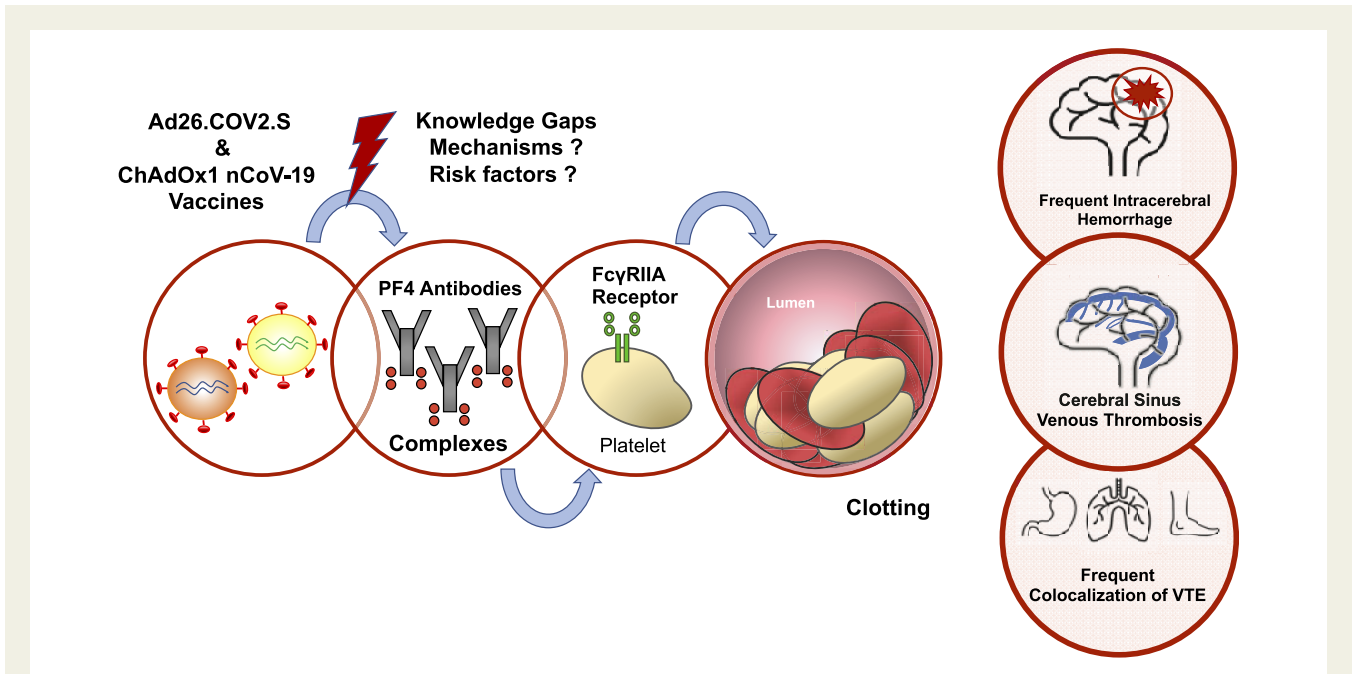 Ad26.COV2.S
&
ChAdOx1 nCoV-19
Vaccines
Knowledge Gaps
Mechanisms ?
Risk factors ?
PF4 Antibodies
Complexes
FcγRIIA
Receptor
Platelet
Lumen
Clotting
Frequent Intracerebral
Hemorrhage
Cerebral Sinus
Venous Thrombosis
Frequent
Colocalization of VTE